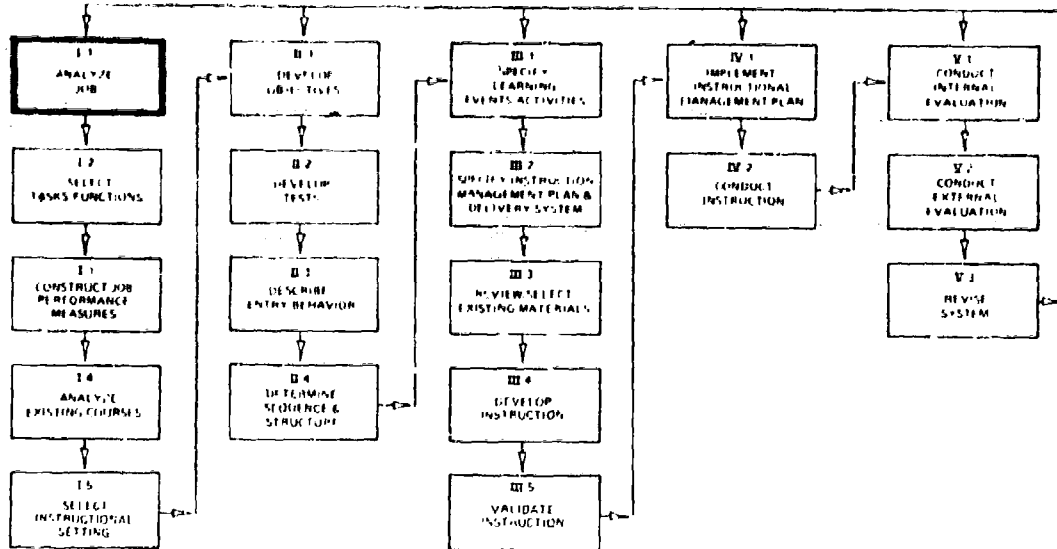 I 1
ANALYZE
JOB
I 2
SELECT
TASKS FUNCTIONS
I 3
CONSTRUCT JOB
PERFORMANCE
MEASURES
I 4
ANALYZE
EXISTING COURSES
I 5
SELECT
INSTRUCTIONAL
SETTING
II 1
DEVELOP
OBJECTIVES
II 2
DEVELOP
TESTS
II 3
DESCRIBE
ENTRY BEHAVIOR
II 4
DETERMINE
SEQUENCE &
STRUCTURE
III 1
SPECIFY
LEARNING
EVENTS ACTIVITIES
III 2
SPECIFY INSTRUCTION
MANAGEMENT PLAN &
DELIVERY SYSTEM
III 3
REVIEW SELECT
EXISTING MATERIALS
III 4
DEVELOP
INSTRUCTION
III 5
VALIDATE
INSTRUCTION
IV 1
IMPLEMENT
INSTRUCTIONAL
MANAGEMENT PLAN
IV 2
CONDUCT
INSTRUCTION
V 1
CONDUCT
INTERNAL
EVALUATION
V 2
CONDUCT
EXTERNAL
EVALUATION
V 3
REVISE
SYSTEM